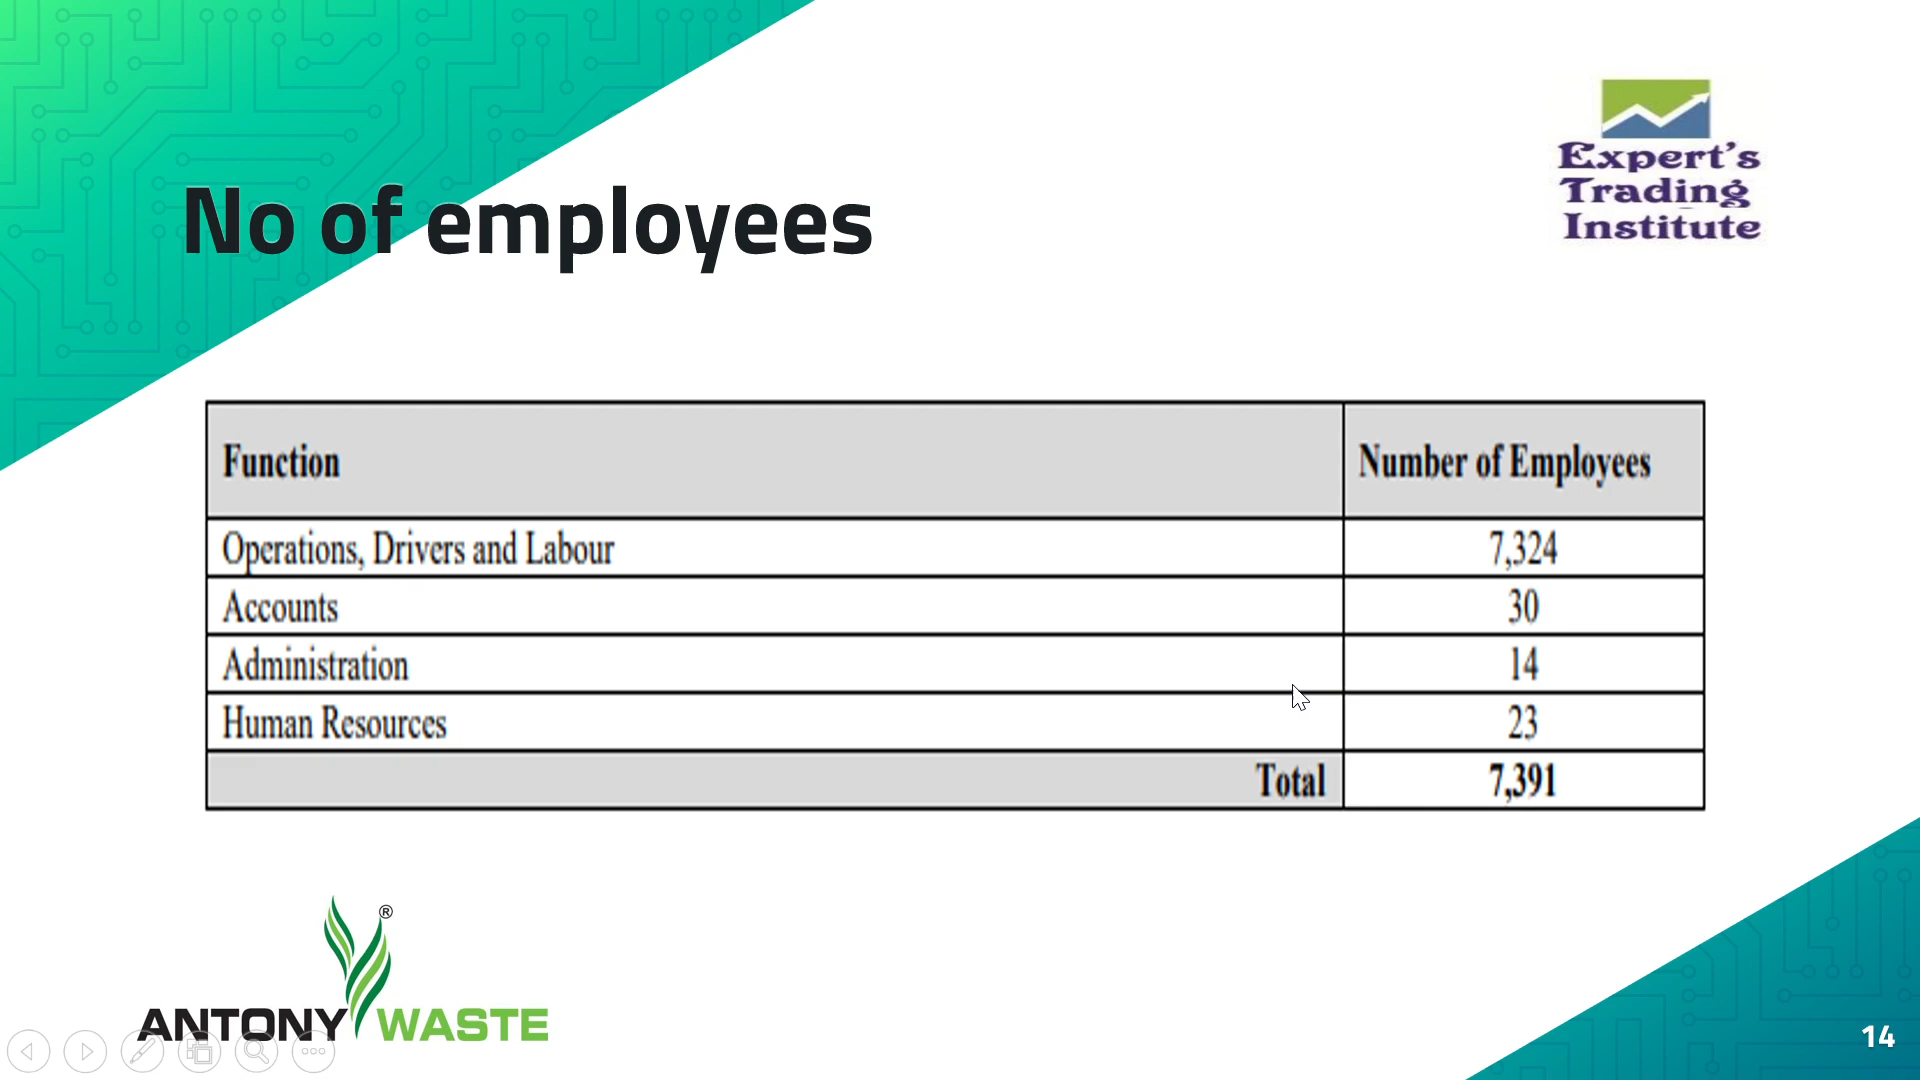 Expert's
Trading
Institute
No of employees
Function Number of Employees
Operations, Drivers and Labour 7,324
Accounts 30
Administration 14
Human Resources 23
Total 7,391
ANTONY WASTE ®
14